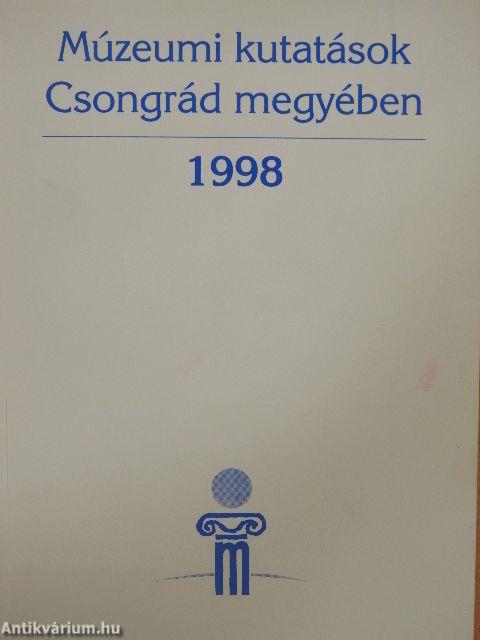 Múzeumi kutatások
Csongrád megyében
1998
m
Antikvárium.hu